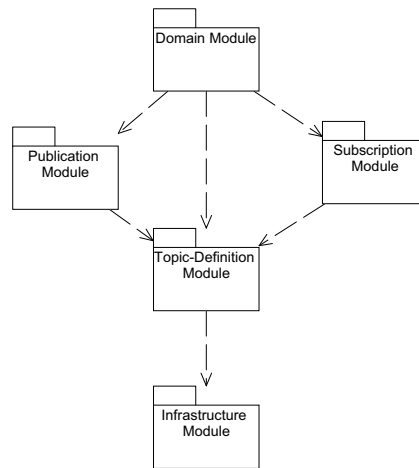 Domain Module
Publication
Module
Subscription
Module
Topic-Definition
Module
Infrastructure
Module